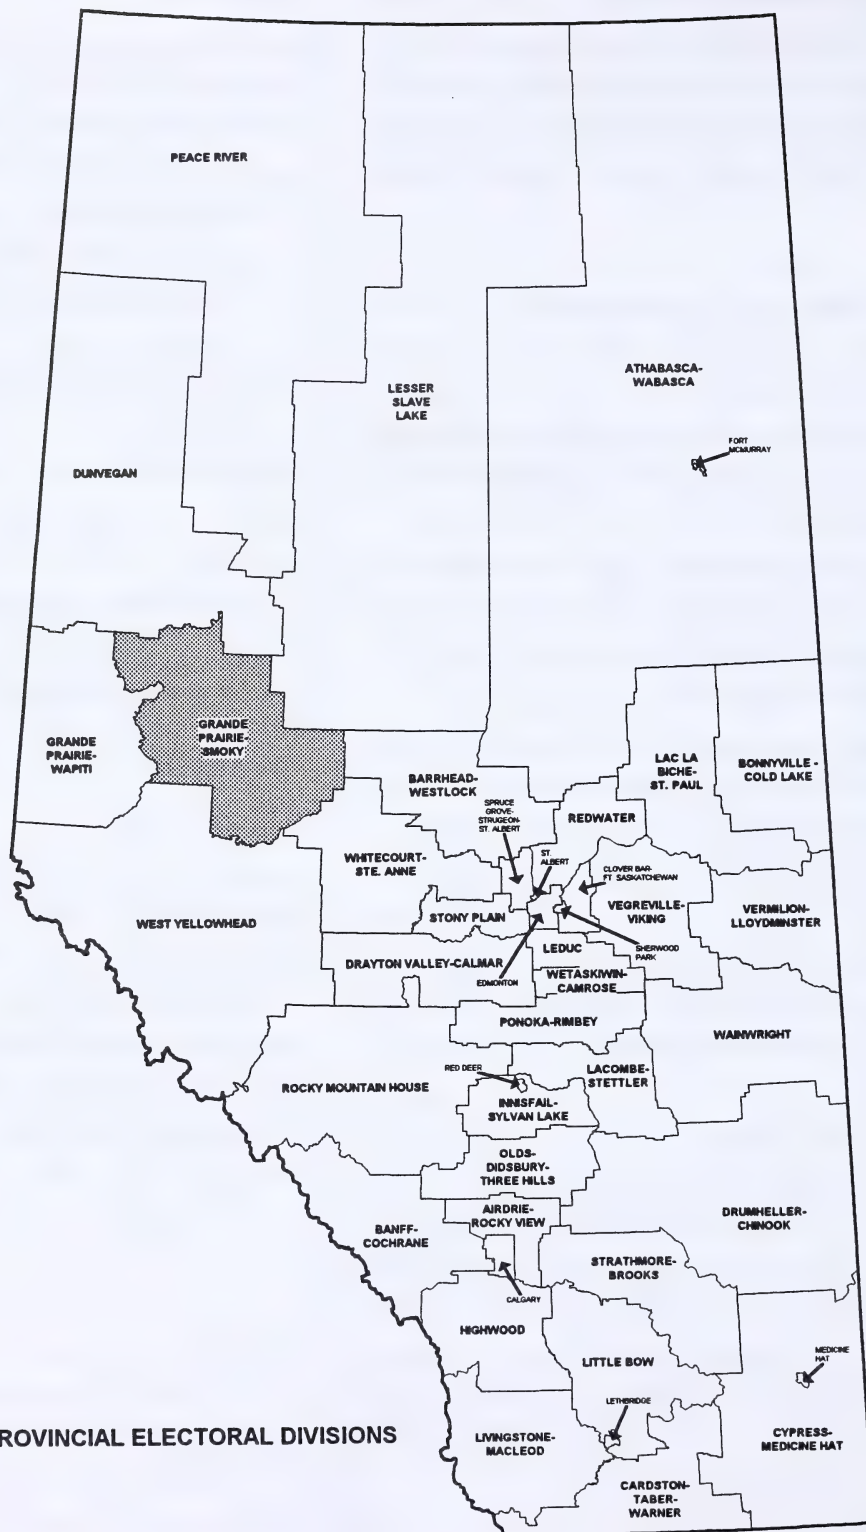 PEACE RIVER
LESSER
SLAVE
LAKE
ATHABASCA-
WABASCA
FORT
MCMURRAY
DUNVEGAN
GRANDE
PRAIRIE-
SMOKY
GRANDE
PRAIRIE-
WAPITI
LAC LA
BICHE-
ST. PAUL
BONNYVILLE -
COLD LAKE
BARRHEAD-
WESTLOCK
SPRUCE
GROVE-
STRUGEON-
ST. ALBERT
REDWATER
WHITECOURT-
STE. ANNE
ST.
ALBERT
CLOVER BAR-
FT SASKATCHEWAN
STONY PLAIN
VEGREVILLE-
VIKING
VERMILION-
LLOYDMINSTER
WEST YELLOWHEAD
DRAYTON VALLEY-CALMAR
LEDUC
SHERWOOD
PARK
EDMONTON
WETASKIWIN-
CAMROSE
PONOKA-RIMBEY
WAINWRIGHT
RED DEER
LACOMBE-
STETTLER
ROCKY MOUNTAIN HOUSE
INNISFAIL-
SYLVAN LAKE
OLDS-
DIDSBURY-
THREE HILLS
AIRDRIE-
ROCKY VIEW
DRUMHELLER-
CHINOOK
BANFF-
COCHRANE
STRATHMORE-
BROOKS
CALGARY
HIGHWOOD
LITTLE BOW
MEDICINE
HAT
LETHBRIDGE
ROVINCIAL ELECTORAL DIVISIONS
LIVINGSTONE-
MACLEOD
CYPRESS-
MEDICINE HAT
CARDSTON-
TABER-
WARNER